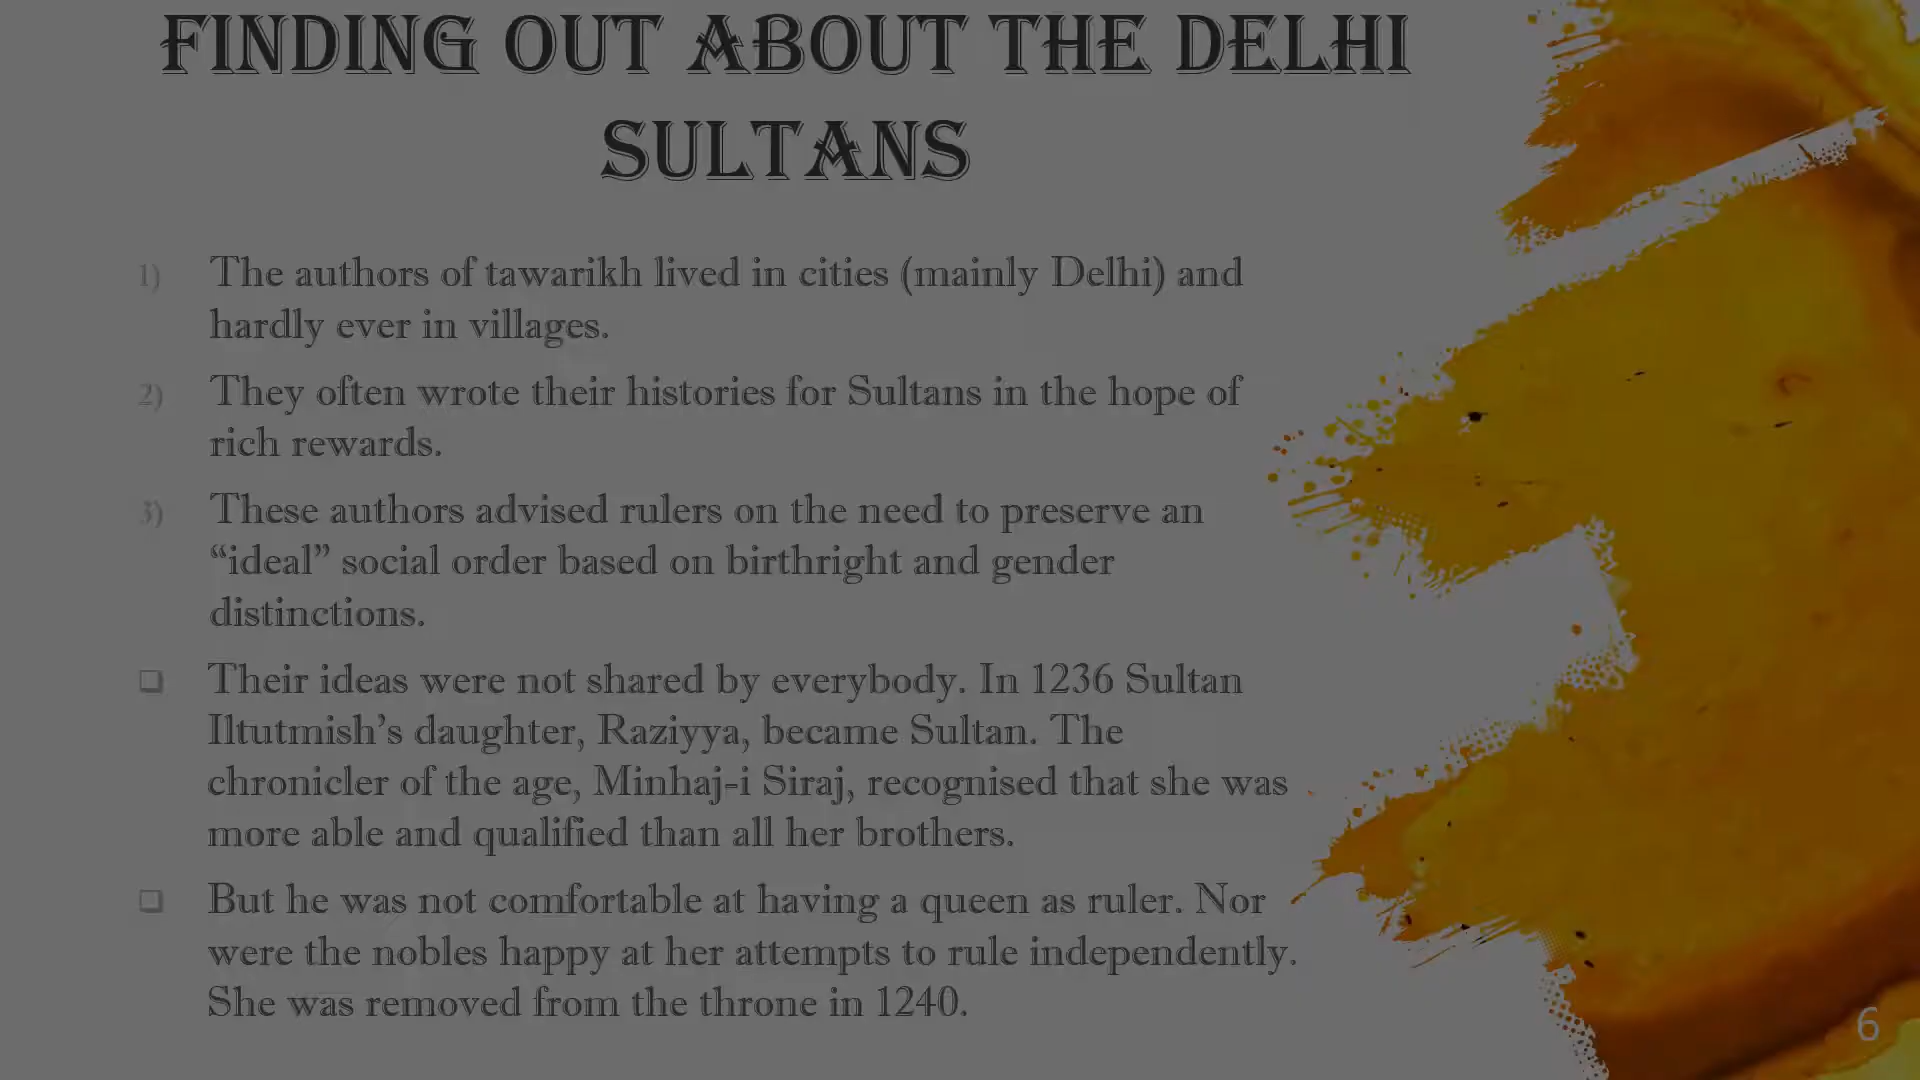 FINDING OUT ABOUT THE DELHI
SULTANS
1) The authors of tawarikh lived in cities (mainly Delhi) and
hardly ever in villages.
2) They often wrote their histories for Sultans in the hope of
rich rewards.
3) These authors advised rulers on the need to preserve an
“ideal” social order based on birthright and gender
distinctions.
❑ Their ideas were not shared by everybody. In 1236 Sultan
Iltutmish’s daughter, Raziyya, became Sultan. The
chronicler of the age, Minhaj-i Siraj, recognised that she was
more able and qualified than all her brothers.
❑ But he was not comfortable at having a queen as ruler. Nor
were the nobles happy at her attempts to rule independently.
She was removed from the throne in 1240.
6